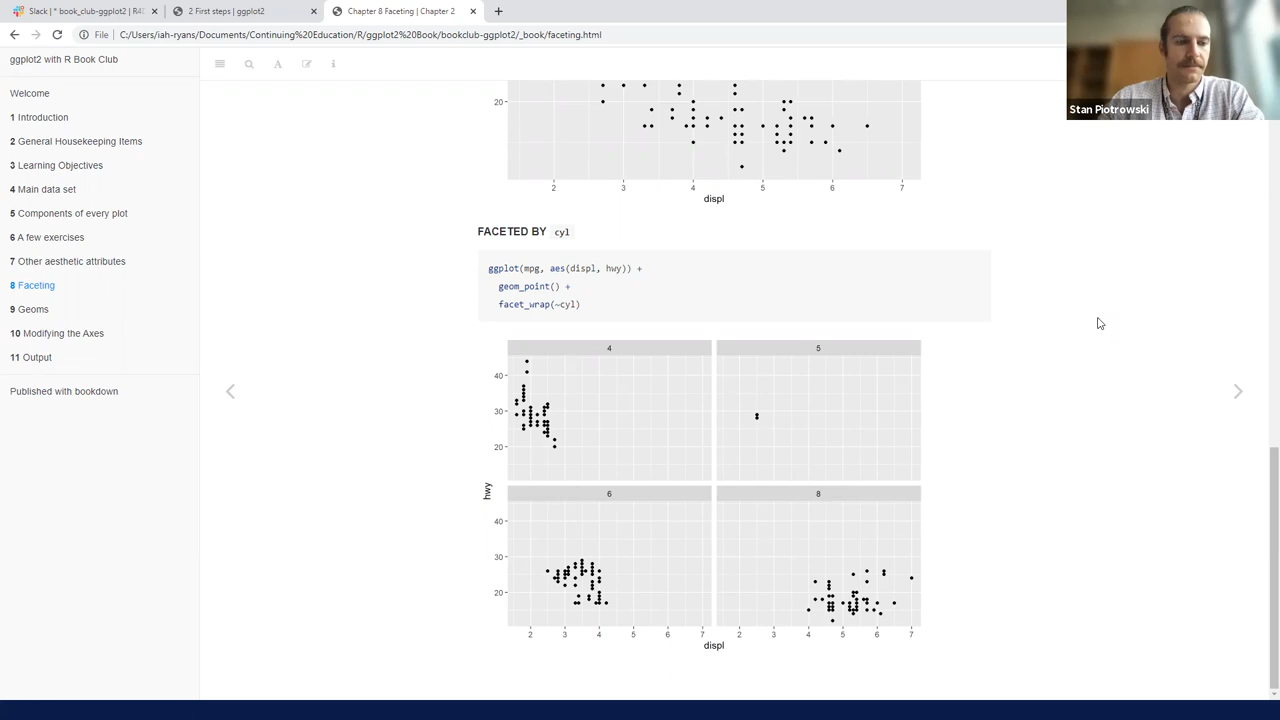 Slack | * book_club-ggplot2 | R4I
2 First steps | ggplot2
Chapter 8 Faceting | Chapter 2
File
C:/Users/iah-ryans/Documents/Continuing%20Education/R/ggplot2%20Book/bookclub-ggplot2/_book/faceting.html
Stan Piotrowski
ggplot2 with R Book Club
Welcome
1 Introduction
2 General Housekeeping Items
3 Learning Objectives
4 Main data set
5 Components of every plot
6 A few exercises
7 Other aesthetic attributes
8 Faceting
9 Geoms
10 Modifying the Axes
11 Output
Published with bookdown
20
2 3 4 5 6 7
displ
FACETED BY cyl
ggplot(mpg, aes(displ, hwy)) +
geom_point() +
facet_wrap(~cyl)
4 5
40
30
20
hwy
6 8
40
30
20
2 3 4 5 6 7 2 3 4 5 6 7
displ